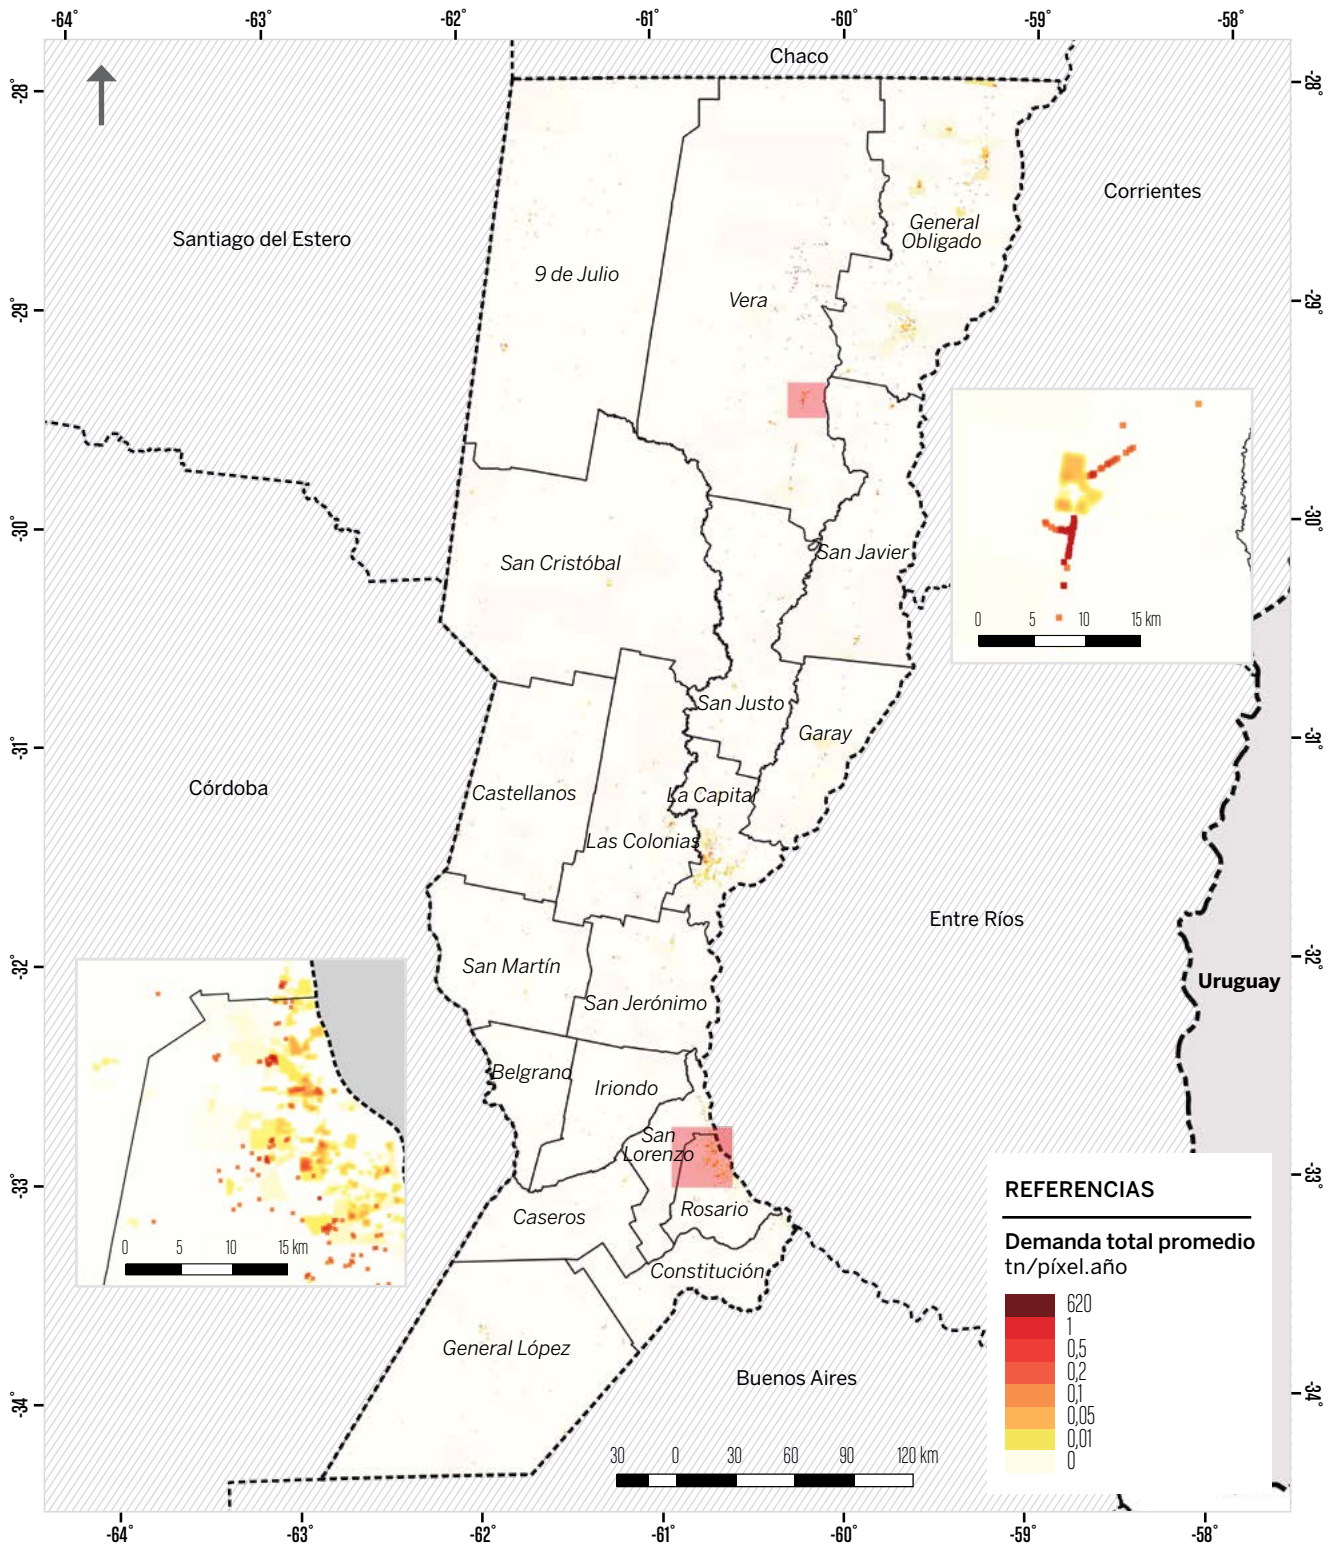 -64° -63° -62° -61° -60° -59° -58°
Chaco
-28° -28°
Corrientes
Santiago del Estero
General
Obligado
9 de Julio
Vera
-29° -29°
-30° -30°
San Javier
San Cristóbal
0 5 10 15 km
San Justo
Garay
-31° -31°
Córdoba
Castellanos
La Capital
Las Colonias
Entre Ríos
-32° -32°
San Martín
Uruguay
San Jerónimo
Belgrano
Iriondo
San
Lorenzo
-33° -33°
Rosario
Caseros
0 5 10 15 km
Constitución
General López
Buenos Aires
-34° -34°
30 0 30 60 90 120 km
REFERENCIAS
Demanda total promedio
tn/píxel.año
620
1
0,5
0,2
0,1
0,05
0,01
0
-64° -63° -62° -61° -60° -59° -58°